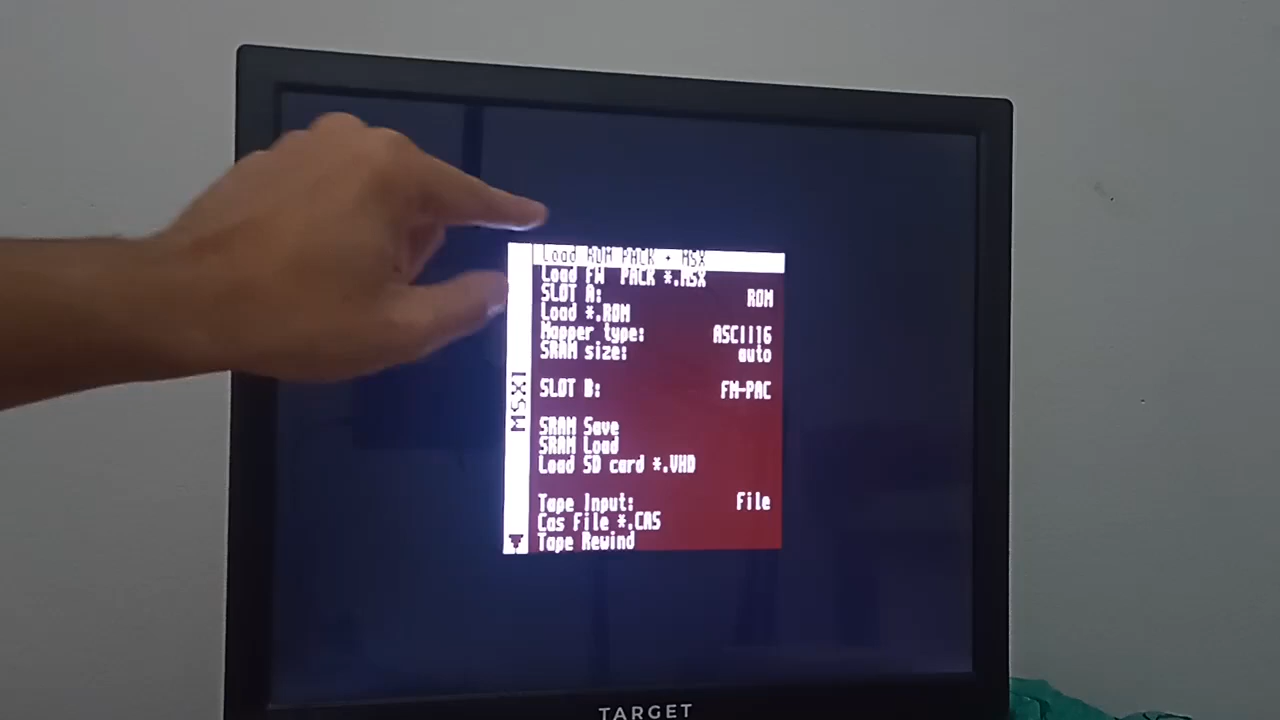 Load ROM PACK * MSX
Load FW PACK *.MSX
SLOT A: ROM
Load *.ROM
Mapper type: ASCII16
SRAM size: auto
SLOT B: FM-PAC
SRAM Save
SRAM Load
Load SD card *.VHD
Tape Input: File
Cas File *.CAS
Tape Rewind
MSX1
TARGET